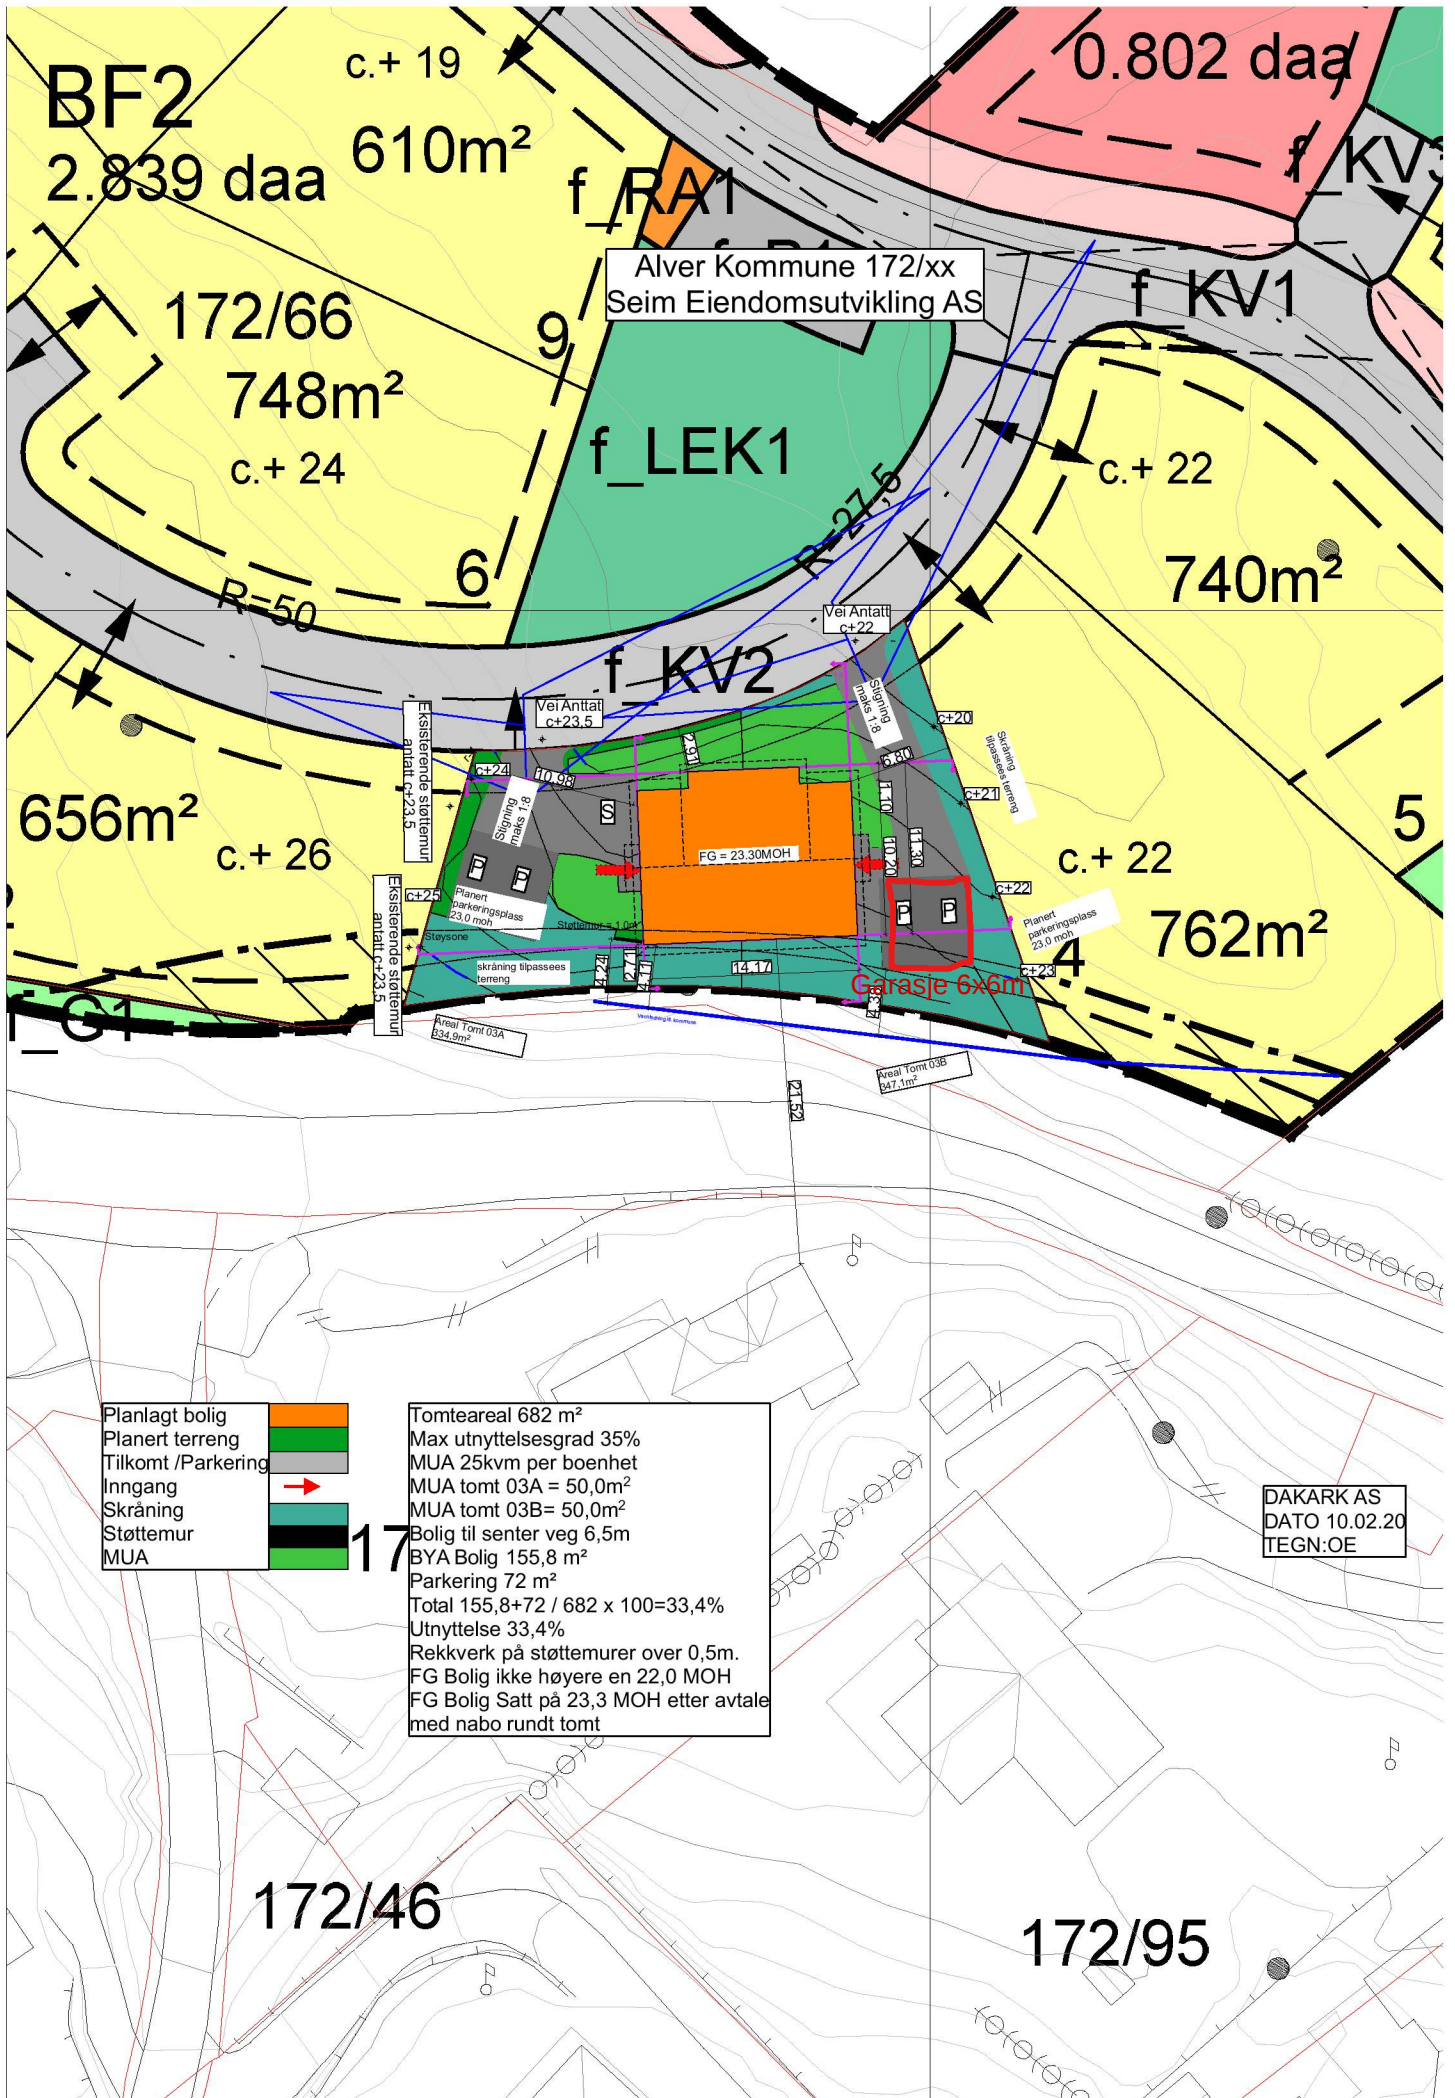 BF2
2.839 daa
c.+ 19
610m²
f_RA1
0.802 daa
f_KV3
Alver Kommune 172/xx
Seim Eiendomsutvikling AS
f_KV1
172/66
748m²
c.+ 24
9
f_LEK1
R=27,5
c.+ 22
740m²
6
R=50
Vei Antatt
c+22
f_KV2
Vei Anttat
c+23,5
Eksisterende støttemur
antatt c+23,5
c+24
10.98
2.91
Stigning
maks 1:8
6.80
c+20
Skråning
tilpassees terreng
c+21
656m²
c.+ 26
Stigning
maks 1:8
S
1.10
10.20
11.30
FG = 23.30MOH
c.+ 22
5
P
P
Planert
parkeringsplass
23,0 moh
c+25
Eksisterende støttemur
antatt c+23,5
Støysone
Støttemur = 1.0m
P
P
c+22
Planert
parkeringsplass
23,0 moh
762m²
4
skråning tilpassees
terreng
4.24
2.71
4.11
14.17
c+23
Garasje 6x6m
f_G1
Areal Tomt 03A
334,9m²
Areal Tomt 03B
347,1m²
21.52
Planlagt bolig
Planert terreng
Tilkomt /Parkering
Inngang
Skråning
Støttemur
MUA
17
Tomteareal 682 m²
Max utnyttelsesgrad 35%
MUA 25kvm per boenhet
MUA tomt 03A = 50,0m²
MUA tomt 03B= 50,0m²
Bolig til senter veg 6,5m
BYA Bolig 155,8 m²
Parkering 72 m²
Total 155,8+72 / 682 x 100=33,4%
Utnyttelse 33,4%
Rekkverk på støttemurer over 0,5m.
FG Bolig ikke høyere en 22,0 MOH
FG Bolig Satt på 23,3 MOH etter avtale
med nabo rundt tomt
DAKARK AS
DATO 10.02.20
TEGN:OE
172/46
172/95